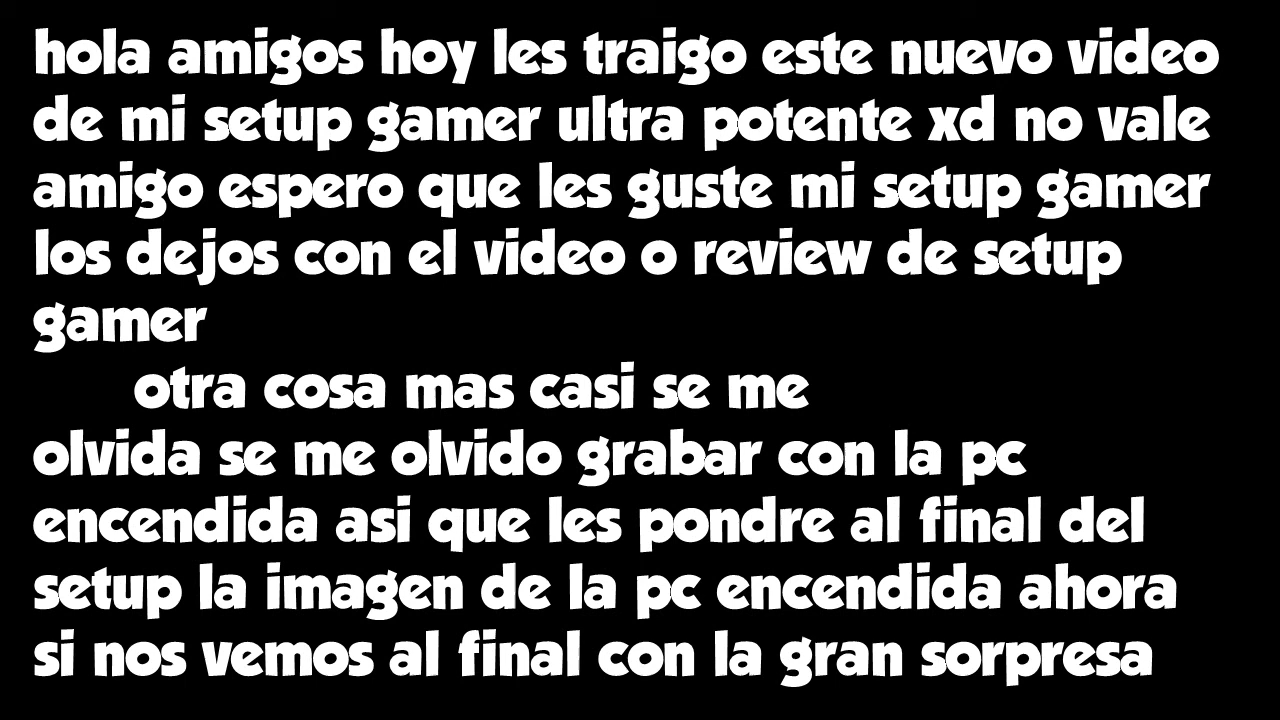 hola amigos hoy les traigo este nuevo video
de mi setup gamer ultra potente xd no vale
amigo espero que les guste mi setup gamer
los dejos con el video o review de setup
gamer
otra cosa mas casi se me
olvida se me olvido grabar con la pc
encendida asi que les pondre al final del
setup la imagen de la pc encendida ahora
si nos vemos al final con la gran sorpresa